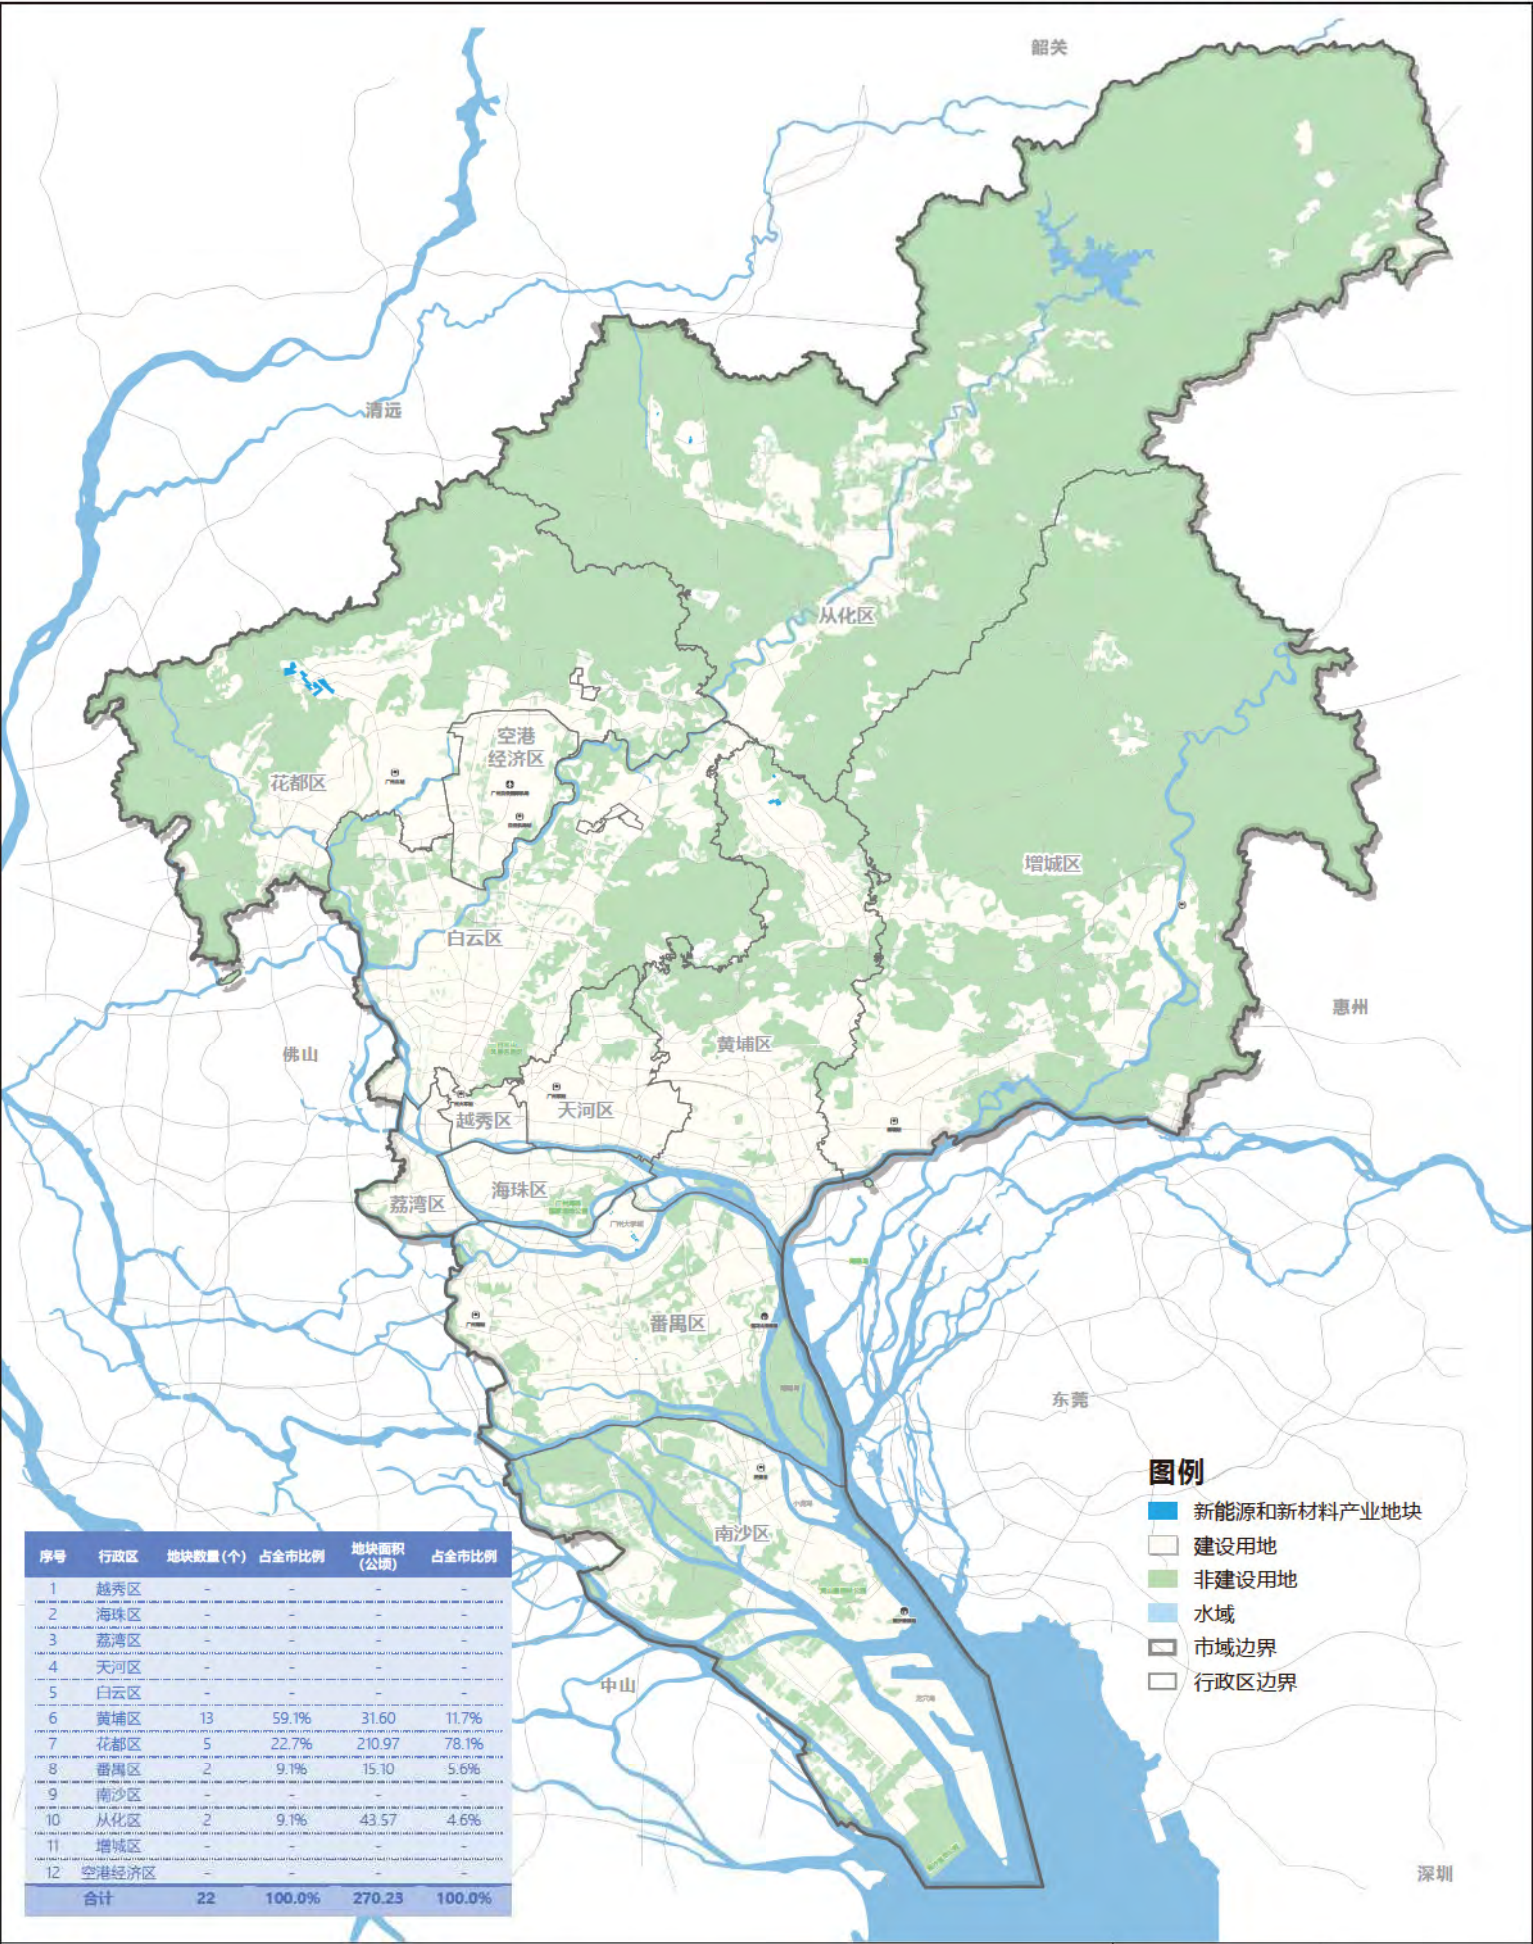 韶关
清远
从化区
空港
经济区
花都区
增城区
白云区
惠州
黄埔区
佛山
天河区
越秀区
海珠区
荔湾区
广州大学城
番禺区
东莞
南沙区
中山
深圳
图例
新能源和新材料产业地块
建设用地
非建设用地
水域
市域边界
行政区边界
序号 行政区 地块数量(个) 占全市比例 地块面积(公顷) 占全市比例
1 越秀区 - - - -
2 海珠区 - - - -
3 荔湾区 - - - -
4 天河区 - - - -
5 白云区 - - - -
6 黄埔区 13 59.1% 31.60 11.7%
7 花都区 5 22.7% 210.97 78.1%
8 番禺区 2 9.1% 15.10 5.6%
9 南沙区 - - - -
10 从化区 2 9.1% 43.57 4.6%
11 增城区 - - - -
12 空港经济区 - - - -
合计 22 100.0% 270.23 100.0%